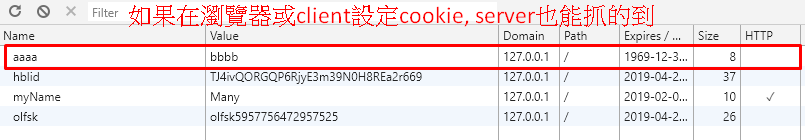 Filter
如果在瀏覽器或client設定cookie, server也能抓的到
Name Value Domain Path Expires / ... Size HTTP
aaaa bbbb 127.0.0.1 / 1969-12-3... 8
hblid TJ4ivQORGQP6RjyE3m39N0H8REa2r669 127.0.0.1 / 2019-04-2... 37
myName Many 127.0.0.1 / 2019-02-0... 10 ✓
olfsk olfsk5957756472957525 127.0.0.1 / 2019-04-2... 26